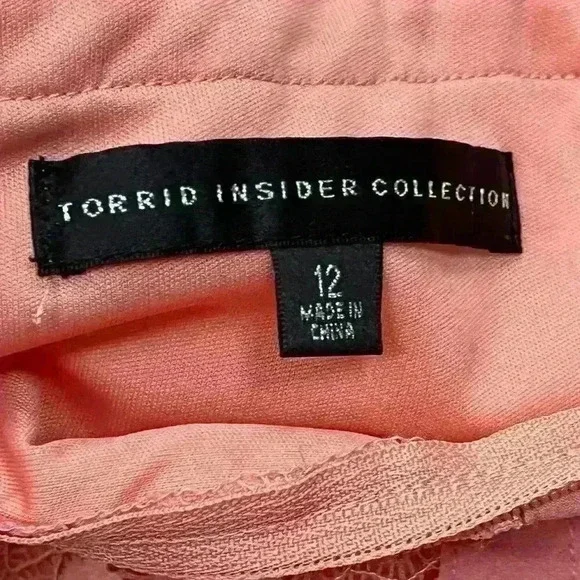 TORRID INSIDER COLLECTION
12
MADE IN
CHINA